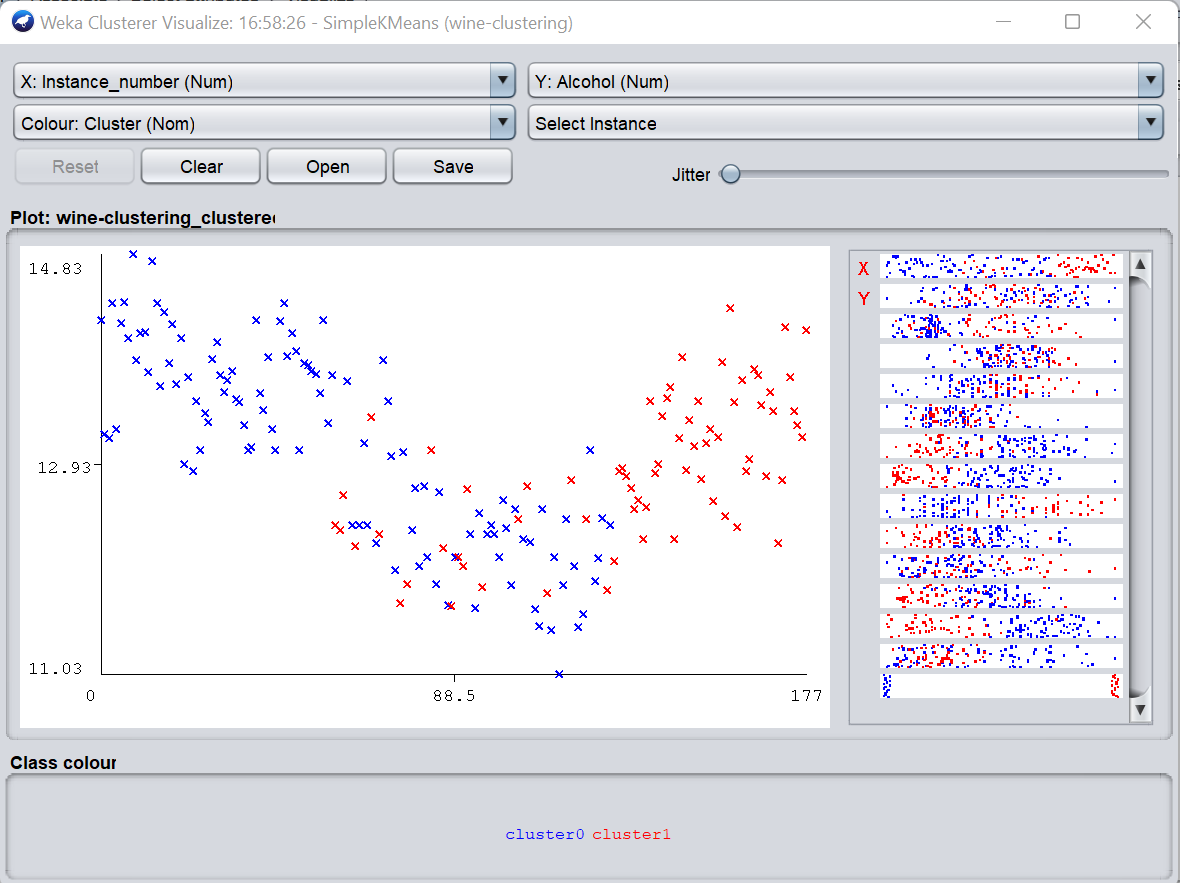 Weka Clusterer Visualize: 16:58:26 - SimpleKMeans (wine-clustering)
X: Instance_number (Num) Y: Alcohol (Num)
Colour: Cluster (Nom) Select Instance
Reset Clear Open Save Jitter
Plot: wine-clustering_clustere
14.83
X
Y
12.93
11.03
0 88.5 177
Class colour
cluster0 cluster1